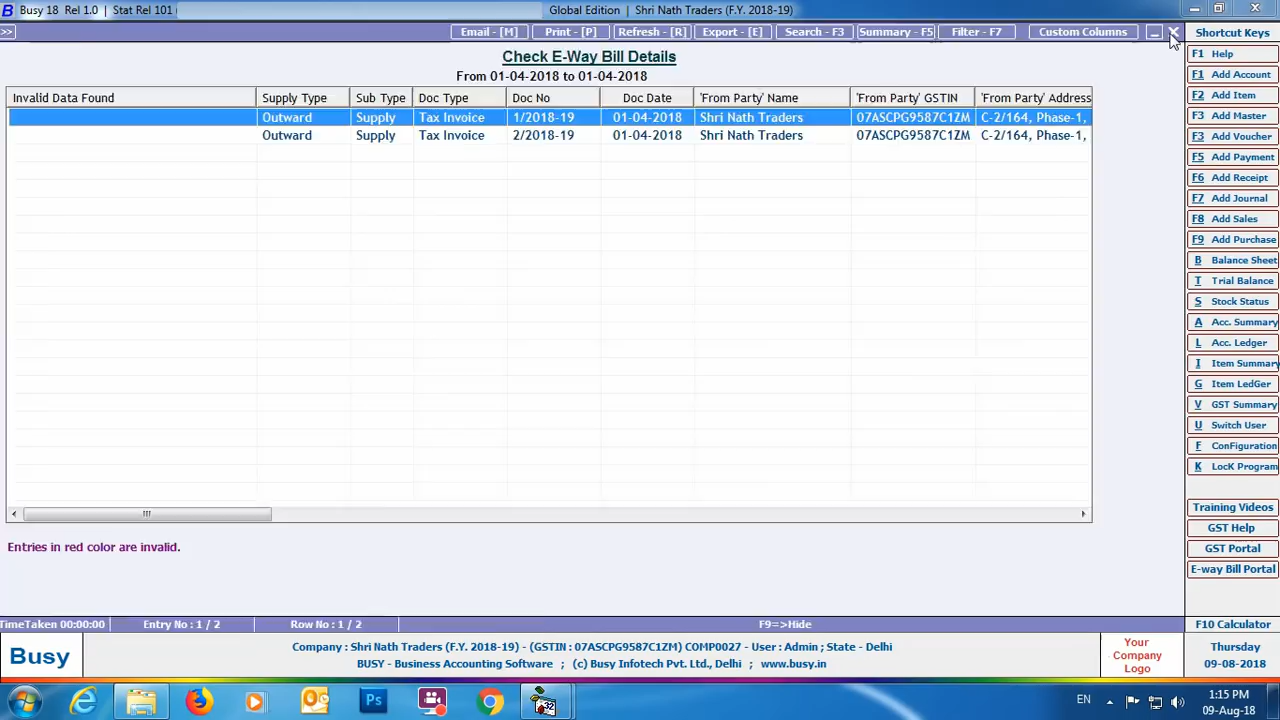 Busy 18 Rel 1.0 | Stat Rel 101
Global Edition | Shri Nath Traders (F.Y. 2018-19)
>> Email - [M] Print - [P] Refresh - [R] Export - [E] Search - F3 Summary - F5 Filter - F7 Custom Columns
Check E-Way Bill Details
From 01-04-2018 to 01-04-2018
Invalid Data Found Supply Type Sub Type Doc Type Doc No Doc Date 'From Party' Name 'From Party' GSTIN 'From Party' Address
Outward Supply Tax Invoice 1/2018-19 01-04-2018 Shri Nath Traders 07ASCPG9587C1ZM C-2/164, Phase-1,
Outward Supply Tax Invoice 2/2018-19 01-04-2018 Shri Nath Traders 07ASCPG9587C1ZM C-2/164, Phase-1,
Entries in red color are invalid.
TimeTaken 00:00:00 Entry No : 1 / 2 Row No : 1 / 2 F9=>Hide
Shortcut Keys
F1 Help
F1 Add Account
F2 Add Item
F3 Add Master
F3 Add Voucher
F5 Add Payment
F6 Add Receipt
F7 Add Journal
F8 Add Sales
F9 Add Purchase
B Balance Sheet
T Trial Balance
S Stock Status
A Acc. Summary
L Acc. Ledger
I Item Summary
G Item LedGer
V GST Summary
U Switch User
F ConFiguration
K LocK Program
Training Videos
GST Help
GST Portal
E-way Bill Portal
F10 Calculator
Busy
Company : Shri Nath Traders (F.Y. 2018-19) - (GSTIN : 07ASCPG9587C1ZM) COMP0027 - User : Admin ; State - Delhi
BUSY - Business Accounting Software ; (c) Busy Infotech Pvt. Ltd., Delhi ; www.busy.in
Your
Company
Logo
Thursday
09-08-2018
Ps
32
EN
1:15 PM
09-Aug-18